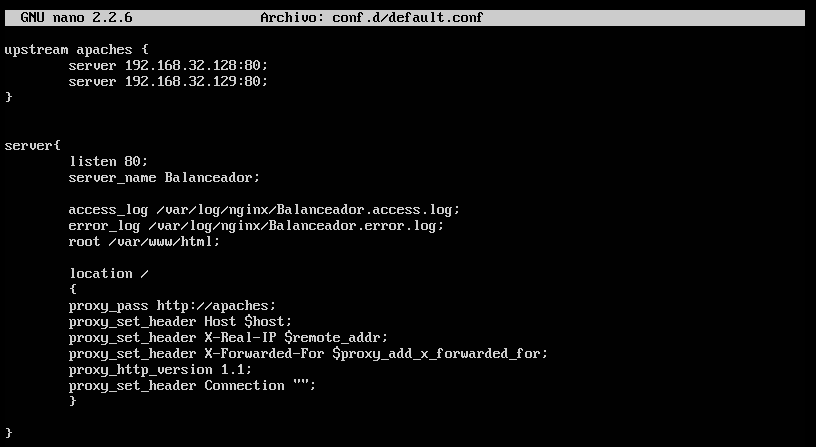 GNU nano 2.2.6 Archivo: conf.d/default.conf
upstream apaches {
server 192.168.32.128:80;
server 192.168.32.129:80;
}
server{
listen 80;
server_name Balanceador;
access_log /var/log/nginx/Balanceador.access.log;
error_log /var/log/nginx/Balanceador.error.log;
root /var/www/html;
location /
{
proxy_pass http://apaches;
proxy_set_header Host $host;
proxy_set_header X-Real-IP $remote_addr;
proxy_set_header X-Forwarded-For $proxy_add_x_forwarded_for;
proxy_http_version 1.1;
proxy_set_header Connection "";
}
}